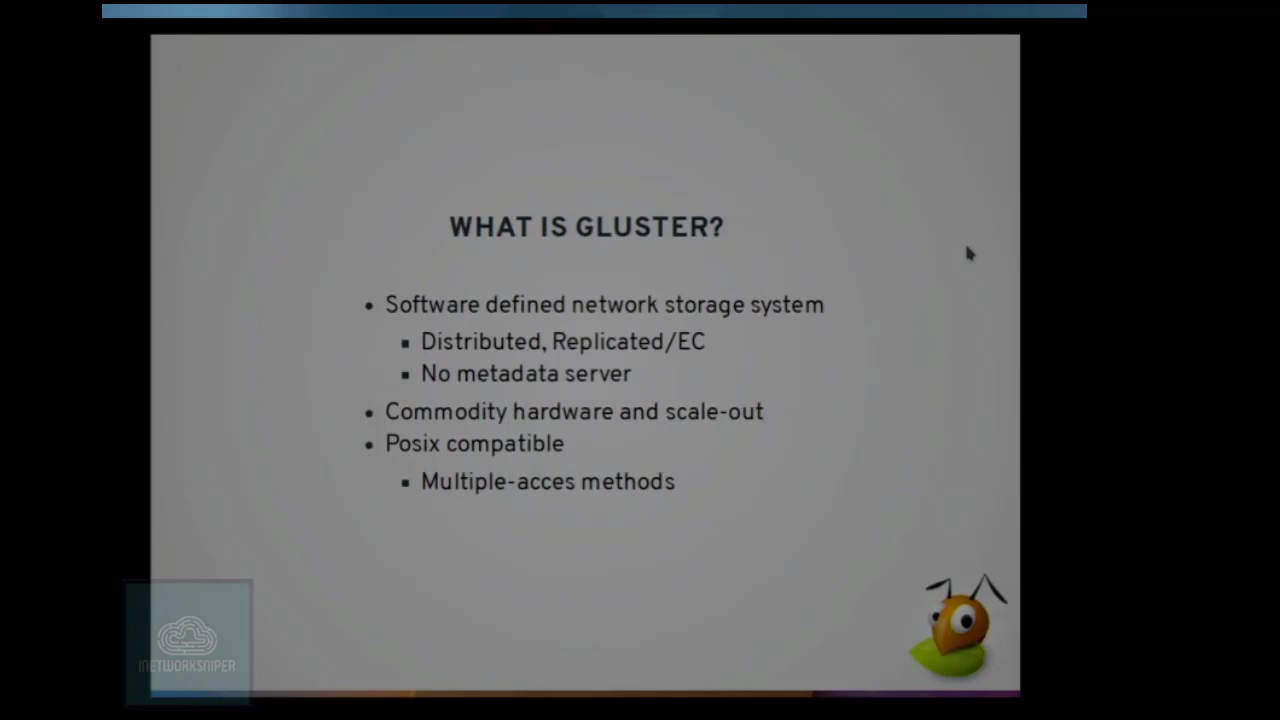 WHAT IS GLUSTER?
• Software defined network storage system
▪ Distributed, Replicated/EC
▪ No metadata server
• Commodity hardware and scale-out
• Posix compatible
▪ Multiple-acces methods
INETWORKSNIPER